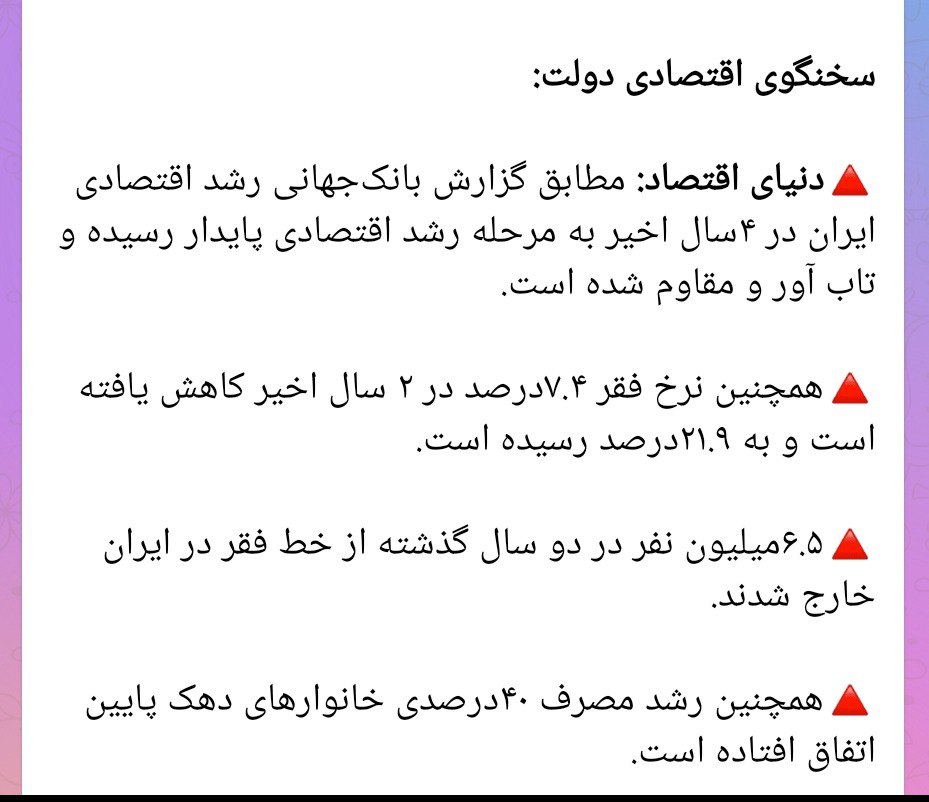 سخنگوی اقتصادی دولت:
🔺دنیای اقتصاد: مطابق گزارش بانک‌جهانی رشد اقتصادی
ایران در ۴سال اخیر به مرحله رشد اقتصادی پایدار رسیده و
تاب آور و مقاوم شده است.
🔺همچنین نرخ فقر ۷.۴درصد در ۲ سال اخیر کاهش یافته
است و به ۲۱.۹درصد رسیده است.
🔺۶.۵میلیون نفر در دو سال گذشته از خط فقر در ایران
خارج شدند.
🔺همچنین رشد مصرف ۴۰درصدی خانوارهای دهک پایین
اتفاق افتاده است.